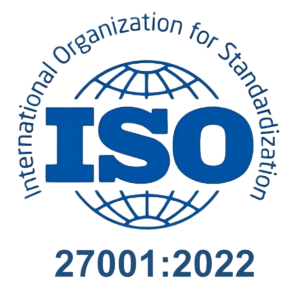 International Organization for Standardization
ISO
27001:2022